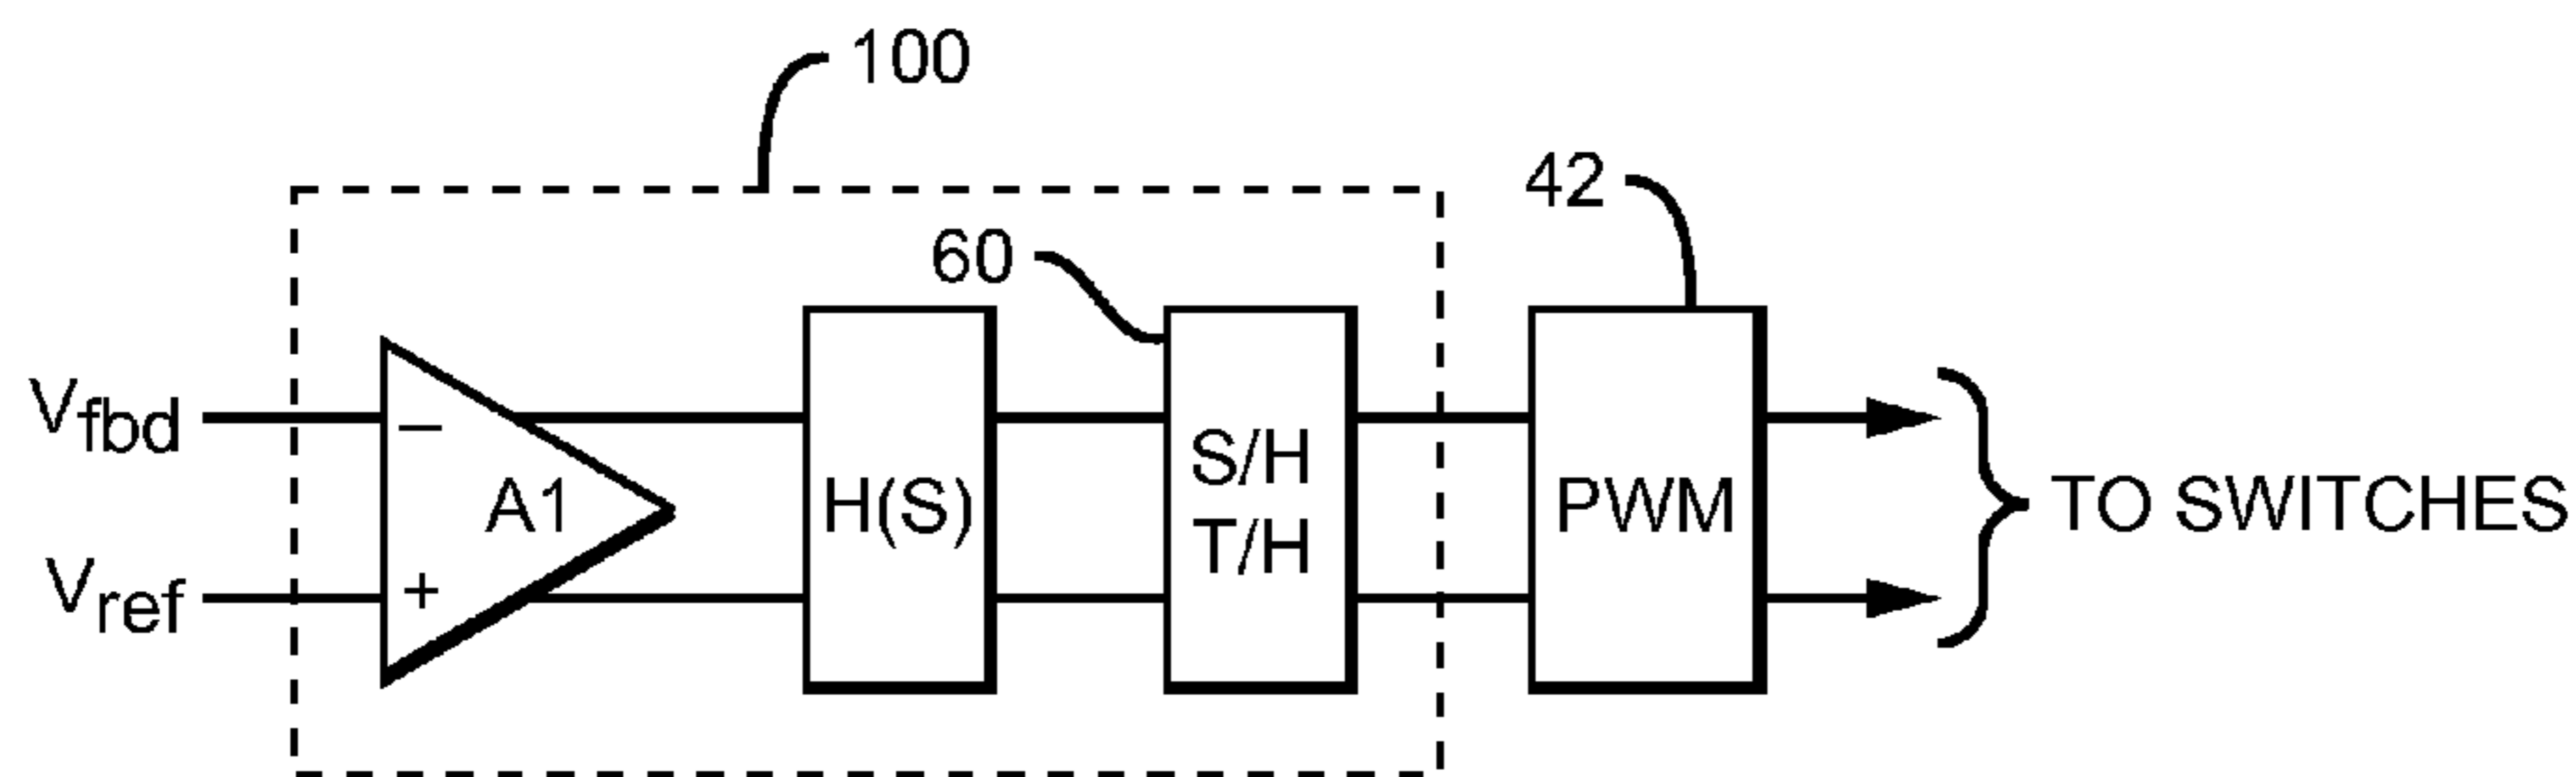 100
42
60
Vfbd
−
A1
H(S)
S/H
T/H
PWM
TO SWITCHES
Vref
+